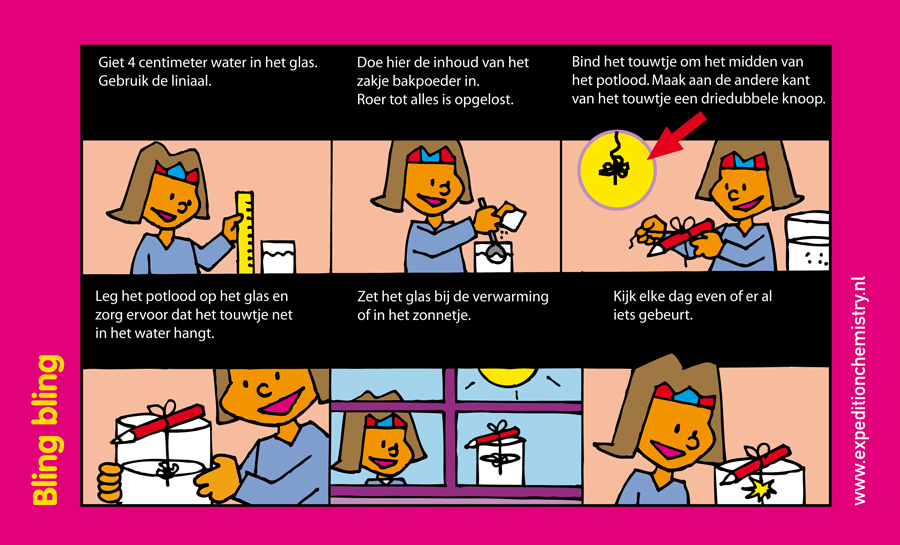 Giet 4 centimeter water in het glas.
Gebruik de liniaal.
Doe hier de inhoud van het
zakje bakpoeder in.
Roer tot alles is opgelost.
Bind het touwtje om het midden van
het potlood. Maak aan de andere kant
van het touwtje een driedubbele knoop.
Leg het potlood op het glas en
zorg ervoor dat het touwtje net
in het water hangt.
Zet het glas bij de verwarming
of in het zonnetje.
Kijk elke dag even of er al
iets gebeurt.
Bling bling
www.expeditionchemistry.nl